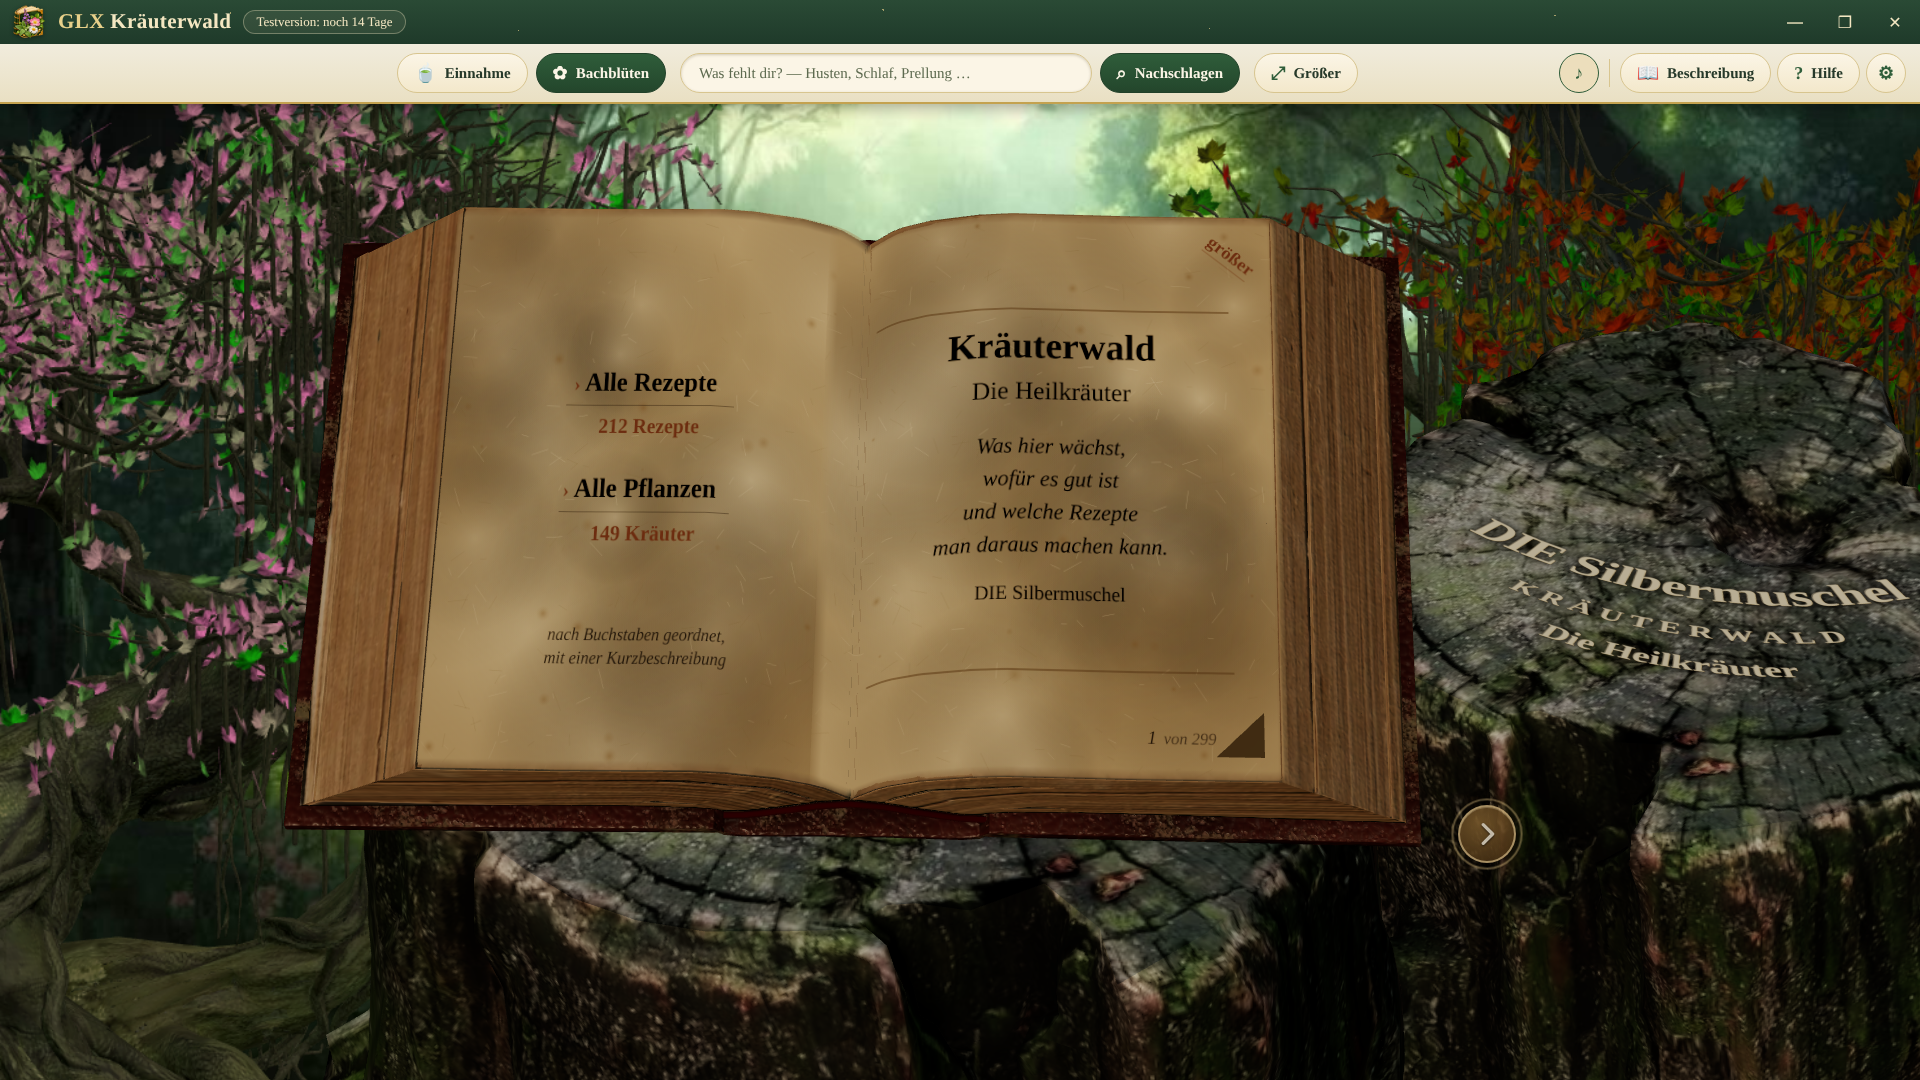 GLX Kräuterwald
Testversion: noch 14 Tage
Einnahme
Bachblüten
Was fehlt dir? — Husten, Schlaf, Prellung …
Nachschlagen
Größer
Beschreibung
? Hilfe
größer
› Alle Rezepte
212 Rezepte
› Alle Pflanzen
149 Kräuter
nach Buchstaben geordnet,
mit einer Kurzbeschreibung
Kräuterwald
Die Heilkräuter
Was hier wächst,
wofür es gut ist
und welche Rezepte
man daraus machen kann.
DIE Silbermuschel
1 von 299
DIE Silbermuschel
KRÄUTERWALD
Die Heilkräuter